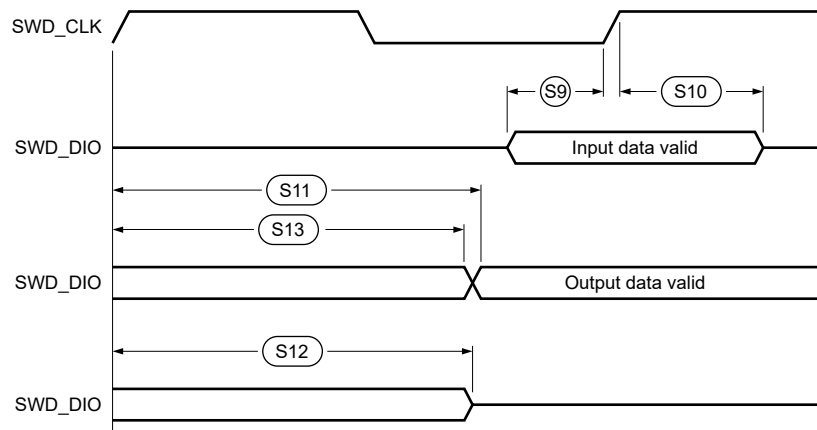 SWD_CLK
S9
S10
SWD_DIO
Input data valid
S11
S13
SWD_DIO
Output data valid
S12
SWD_DIO